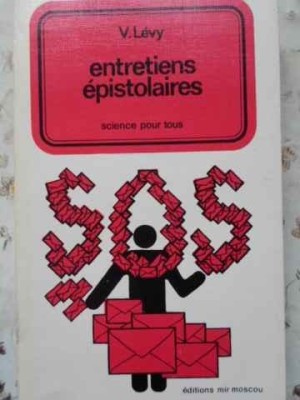 V. Lévy
entretiens
épistolaires
science pour tous
SOS
éditions mir moscou